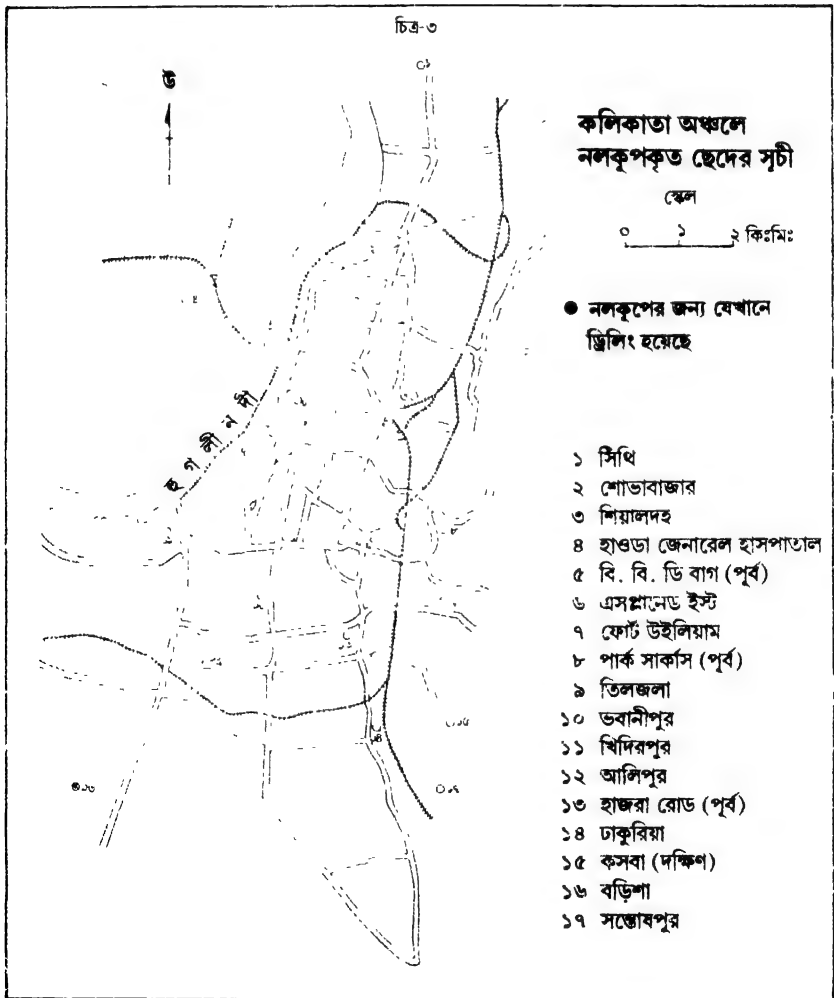 চিত্র-৩
উ
কলিকাতা অঞ্চলে
নলকূপকৃত ছেদের সূচী
স্কেল
০ ১ ২ কিঃমিঃ
নলকূপের জন্য যেখানে
ড্রিলিং হয়েছে
হুগলী নদী
১ সিঁথি
২ শোভাবাজার
৩ শিয়ালদহ
৪ হাওড়া জেনারেল হাসপাতাল
৫ বি. বি. ডি বাগ (পূর্ব)
৬ এসপ্লানেড ইস্ট
৭ ফোর্ট উইলিয়াম
৮ পার্ক সার্কাস (পূর্ব)
৯ তিলজলা
১০ ভবানীপুর
১১ খিদিরপুর
১২ আলিপুর
১৩ হাজরা রোড (পূর্ব)
১৪ ঢাকুরিয়া
১৫ কসবা (দক্ষিণ)
১৬ বড়িশা
১৭ সন্তোষপুর